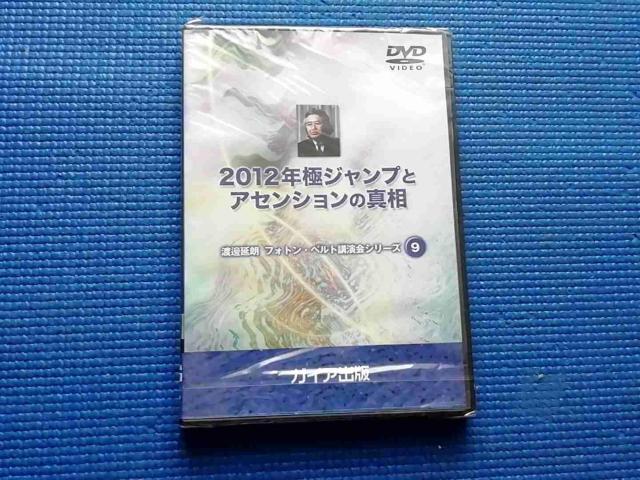 DVD
VIDEO
2012年極ジャンプと
アセンションの真相
渡邊延朗 フォトン・ベルト講演会シリーズ 9
ガイア出版